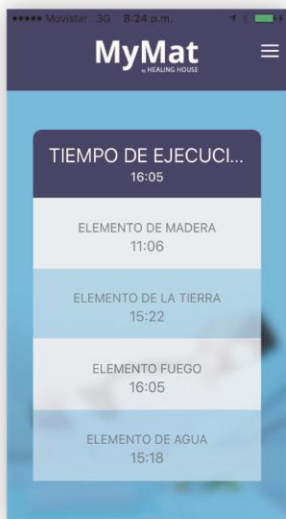 Movistar 3G 8:24 p.m.
MyMat
by HEALING HOUSE
TIEMPO DE EJECUCI...
16:05
ELEMENTO DE MADERA
11:06
ELEMENTO DE LA TIERRA
15:22
ELEMENTO FUEGO
16:05
ELEMENTO DE AGUA
15:18